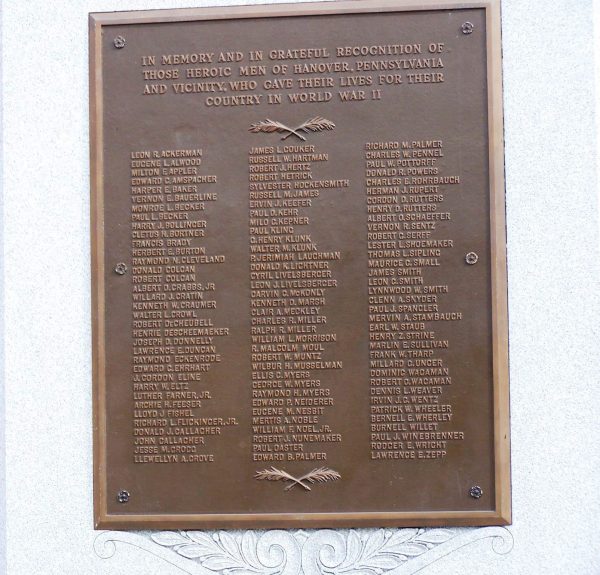 IN MEMORY AND IN GRATEFUL RECOGNITION OF
THOSE HEROIC MEN OF HANOVER, PENNSYLVANIA
AND VICINITY, WHO GAVE THEIR LIVES FOR THEIR
COUNTRY IN WORLD WAR II
LEON R. ACKERMAN
EUGENE L. ALWOOD
MILTON F. APPLER
EDWARD C. AMSPACHER
HARPER E. BAKER
VERNON E. BAUERLINE
MONROE L. BECKER
PAUL L. BECKER
HARRY J. BOLLINGER
CLETUS N. BORTNER
FRANCIS BRADY
HERBERT E. BURTON
RAYMOND N. CLEVELAND
DONALD COLGAN
ROBERT COLGAN
ALBERT D. CRABBS, JR
WILLARD J. CRATIN
KENNETH W. CRAUMER
WALTER L. CROWL
ROBERT DECHEUBELL
HENRIE DESCHEEMAEKER
JOSEPH D. DONNELLY
LAWRENCE E. DUNCAN
RAYMOND ECKENRODE
EDWARD C. EHRHART
J. GORDON ELINE
HARRY W. ELTZ
LUTHER FARNER, JR.
ARCHIE H. FEESER
LLOYD J. FISHEL
RICHARD L. FLICKINGER, JR.
DONALD J. GALLAGHER
JOHN GALLAGHER
JESSE M. GROGG
LLEWELLYN A. GROVE
JAMES L. GOUKER
RUSSELL W. HARTMAN
ROBERT J. HERTZ
ROBERT HETRICK
SYLVESTER HOCKENSMITH
RUSSELL M. JAMES
ERVIN J. KEEFER
PAUL D. KEHR
MILO C. KEPNER
PAUL KLING
G. HENRY KLUNK
WALTER M. KLUNK
P. JERIMIAH LAUGHMAN
DONALD K. LIGHTNER
CYRIL LIVELSBERGER
LEON J. LIVELSBERGER
GARVIN C. McKONLY
KENNETH D. MARSH
CLAIR A. MECKLEY
CHARLES R. MILLER
RALPH R. MILLER
WILLIAM L. MORRISON
R. MALCOLM MOUL
ROBERT W. MUNTZ
WILBUR H. MUSSELMAN
ELLIS C. MYERS
GEORGE W. MYERS
RAYMOND H. MYERS
EDWARD P. NEIDERER
EUGENE M. NESBIT
MERTIS A. NOBLE
WILLIAM F. NOEL, JR.
ROBERT J. NUNEMAKER
PAUL OASTER
EDWARD B. PALMER
RICHARD M. PALMER
CHARLES W. PENNEL
PAUL W. POTTORFF
DONALD R. POWERS
CHARLES E. ROHRBAUCH
HERMAN J. RUPERT
GORDON D. RUTTERS
HENRY D. RUTTERS
ALBERT D. SCHAEFFER
VERNON R. SENTZ
ROBERT C. SERFF
LESTER L. SHOEMAKER
THOMAS L. SIPLING
MAURICE G. SMALL
JAMES SMITH
LEON G. SMITH
LYNNWOOD W. SMITH
GLENN A. SNYDER
PAUL J. SPANGLER
MERVIN A. STAMBAUGH
EARL W. STAUB
HENRY Z. STRINE
MARLIN E. SULLIVAN
FRANK W. THARP
MILLARD C. UNGER
DOMINIC WAGAMAN
ROBERT G. WAGAMAN
DENNIS L. WEAVER
IRVIN J. G. WENTZ
PATRICK W. WHEELER
BERNELL E. WHERLEY
BURNELL WILLET
PAUL J. WINEBRENNER
RODGER E. WRIGHT
LAWRENCE B. ZEPP